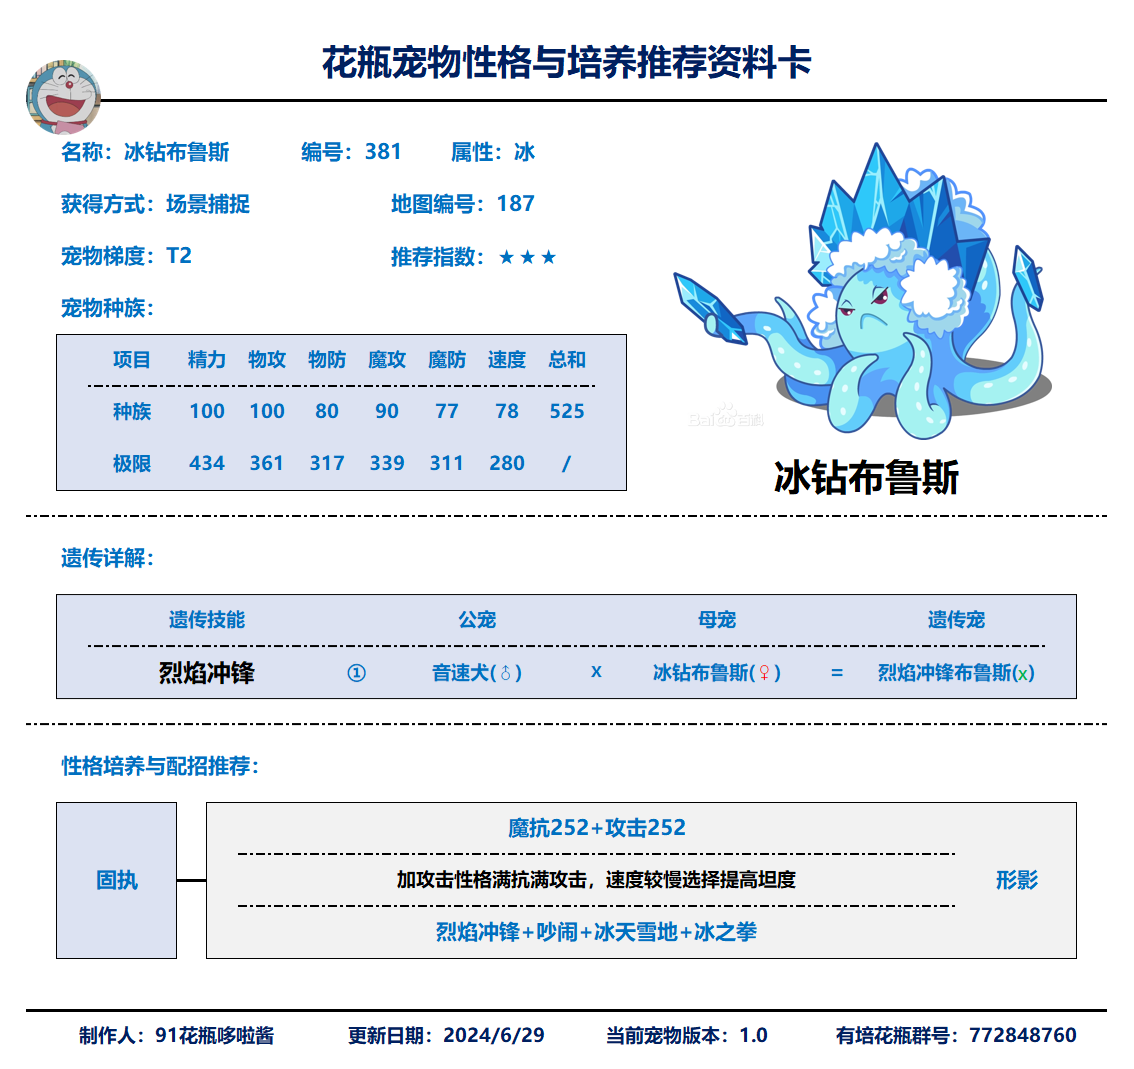 花瓶宠物性格与培养推荐资料卡
名称：冰钻布鲁斯 编号：381 属性：冰
获得方式：场景捕捉 地图编号：187
宠物梯度：T2 推荐指数：★★★
宠物种族：
项目 精力 物攻 物防 魔攻 魔防 速度 总和
种族 100 100 80 90 77 78 525
极限 434 361 317 339 311 280 /
Bai百科
冰钻布鲁斯
遗传详解：
遗传技能 公宠 母宠 遗传宠
烈焰冲锋 ① 音速犬(♂) x 冰钻布鲁斯(♀) = 烈焰冲锋布鲁斯(x)
性格培养与配招推荐：
固执
魔抗252+攻击252
加攻击性格满抗满攻击，速度较慢选择提高坦度
烈焰冲锋+吵闹+冰天雪地+冰之拳
形影
制作人：91花瓶哆啦酱 更新日期：2024/6/29 当前宠物版本：1.0 有培花瓶群号：772848760